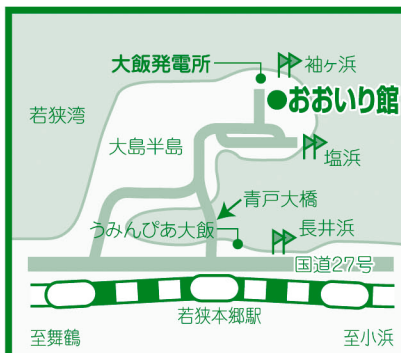 大飯発電所
袖ヶ浜
おおいり館
若狭湾
大島半島
塩浜
青戸大橋
うみんぴあ大飯
長井浜
国道27号
若狭本郷駅
至舞鶴
至小浜